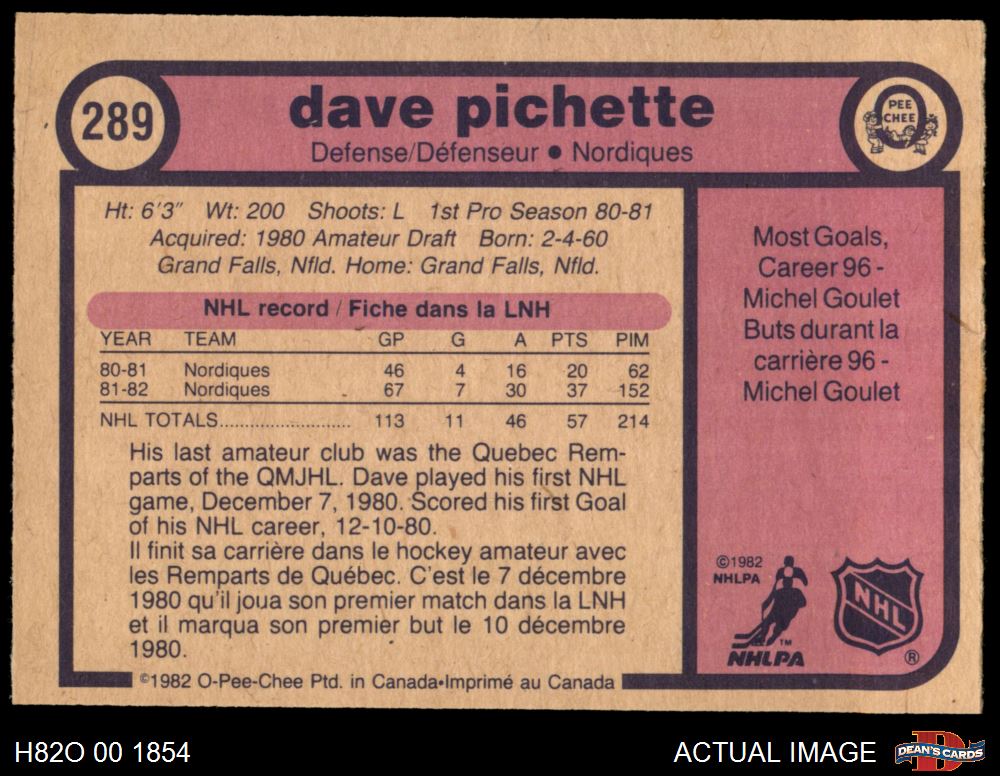 289
dave pichette
PEE
CHEE
Defense/Défenseur ● Nordiques
Ht: 6'3" Wt: 200 Shoots: L 1st Pro Season 80-81
Acquired: 1980 Amateur Draft Born: 2-4-60
Grand Falls, Nfld. Home: Grand Falls, Nfld.
NHL record / Fiche dans la LNH
YEAR TEAM GP G A PTS PIM
80-81 Nordiques 46 4 16 20 62
81-82 Nordiques 67 7 30 37 152
NHL TOTALS.......................... 113 11 46 57 214
His last amateur club was the Quebec Rem-
parts of the QMJHL. Dave played his first NHL
game, December 7, 1980. Scored his first Goal
of his NHL career, 12-10-80.
Il finit sa carrière dans le hockey amateur avec
les Remparts de Québec. C'est le 7 décembre
1980 qu'il joua son premier match dans la LNH
et il marqua son premier but le 10 décembre
1980.
©1982 O-Pee-Chee Ptd. in Canada•Imprimé au Canada
Most Goals,
Career 96 -
Michel Goulet
Buts durant la
carrière 96 -
Michel Goulet
©1982
NHLPA
TM
NHLPA
NHL
®
H82O 00 1854
ACTUAL IMAGE
D
DEAN'S CARDS